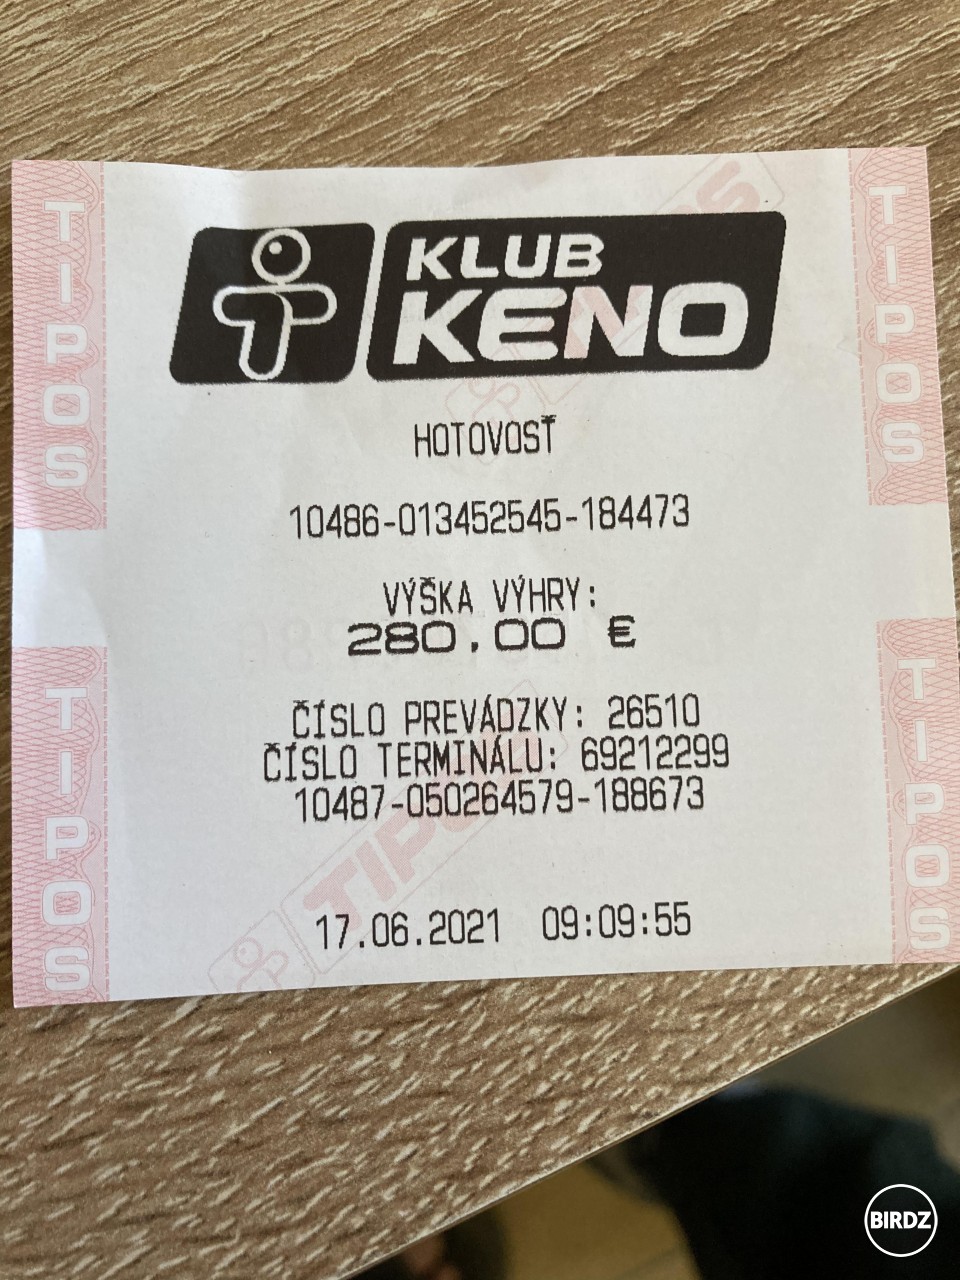 KLUB
KENO
HOTOVOSŤ
10486-013452545-184473
VÝŠKA VÝHRY:
280.00 €
ČÍSLO PREVÁDZKY: 26510
ČÍSLO TERMINÁLU: 69212299
10487-050264579-188673
17.06.2021 09:09:55
TIPOS
TIPOS
TIPOS
TIPOS
TIPOS
BIRDZ